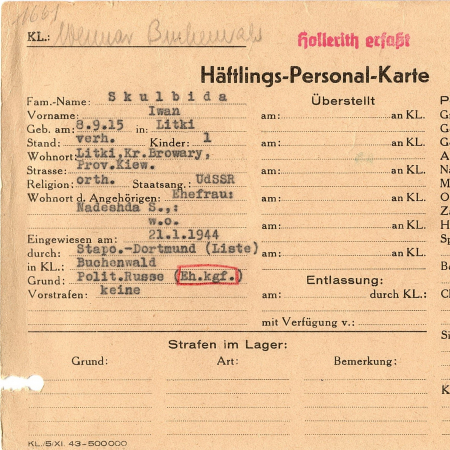 KL.: Weimar Buchenwald
Hollerith erfaßt
Häftlings-Personal-Karte
Fam.-Name: Skulbida
Vorname: Iwan
Geb. am: 8.9.15 in: Litki
Stand: verh. Kinder: 1
Wohnort: Litki, Kr. Browary,
Strasse: Prov. Kiew.
Religion: orth. Staatsang.: UdSSR
Wohnort d. Angehörigen: Ehefrau:
Nadeshda S.,:
w.o.
Eingewiesen am: 21.1.1944
durch: Stapo.-Dortmund (Liste)
in KL.: Buchenwald
Grund: Polit.Russe (Eh.kgf.)
Vorstrafen: keine
Überstellt
am: an KL.
am: an KL.
am: an KL.
am: an KL.
am: an KL.
am: an KL.
Entlassung:
am: durch KL.:
mit Verfügung v.:
Strafen im Lager:
Grund: Art: Bemerkung:
KL./5/XI. 43-500000